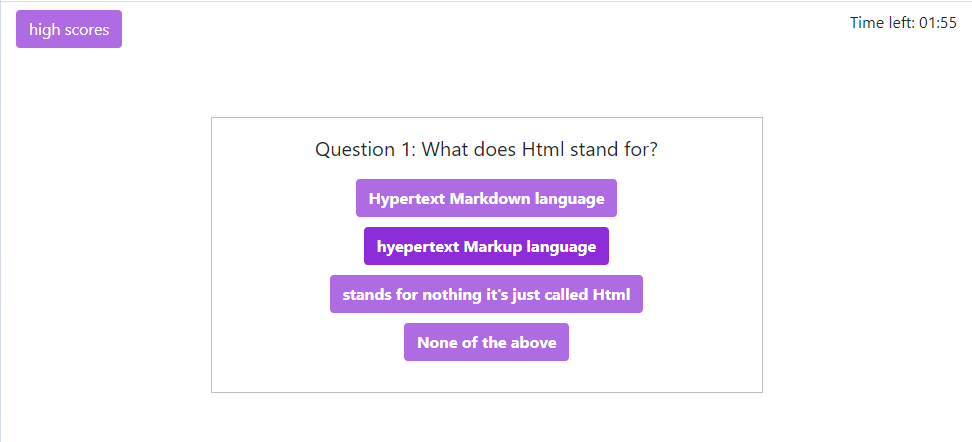 high scores
Time left: 01:55
Question 1: What does Html stand for?
Hypertext Markdown language
hyepertext Markup language
stands for nothing it's just called Html
None of the above